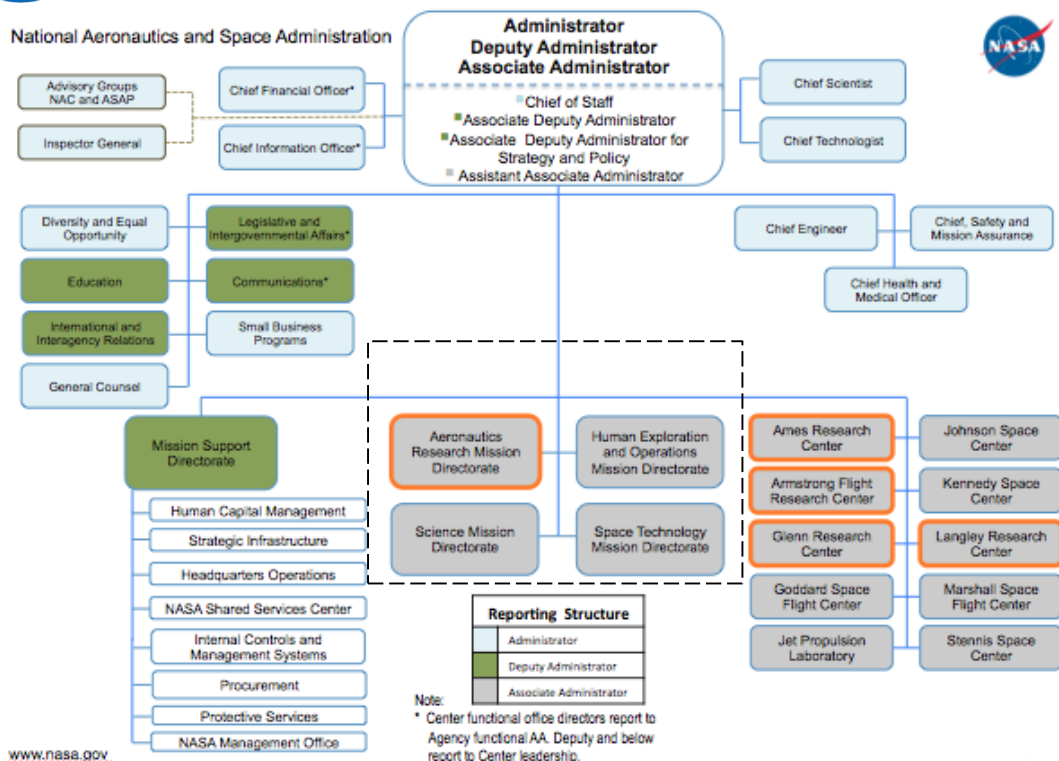 National Aeronautics and Space Administration
Administrator
Deputy Administrator
Associate Administrator
Chief of Staff
Associate Deputy Administrator
Associate Deputy Administrator for
Strategy and Policy
Assistant Associate Administrator
NASA
Advisory Groups
NAC and ASAP
Inspector General
Chief Financial Officer*
Chief Information Officer*
Chief Scientist
Chief Technologist
Diversity and Equal
Opportunity
Legislative and
Intergovernmental Affairs*
Education
Communications*
International and
Interagency Relations
Small Business
Programs
General Counsel
Chief Engineer
Chief, Safety and
Mission Assurance
Chief Health and
Medical Officer
Mission Support
Directorate
Human Capital Management
Strategic Infrastructure
Headquarters Operations
NASA Shared Services Center
Internal Controls and
Management Systems
Procurement
Protective Services
NASA Management Office
Aeronautics
Research Mission
Directorate
Human Exploration
and Operations
Mission Directorate
Science Mission
Directorate
Space Technology
Mission Directorate
Ames Research
Center
Johnson Space
Center
Armstrong Flight
Research Center
Kennedy Space
Center
Glenn Research
Center
Langley Research
Center
Goddard Space
Flight Center
Marshall Space
Flight Center
Jet Propulsion
Laboratory
Stennis Space
Center
Reporting Structure
Administrator
Deputy Administrator
Associate Administrator
Note:
* Center functional office directors report to
Agency functional AA. Deputy and below
report to Center leadership.
www.nasa.gov